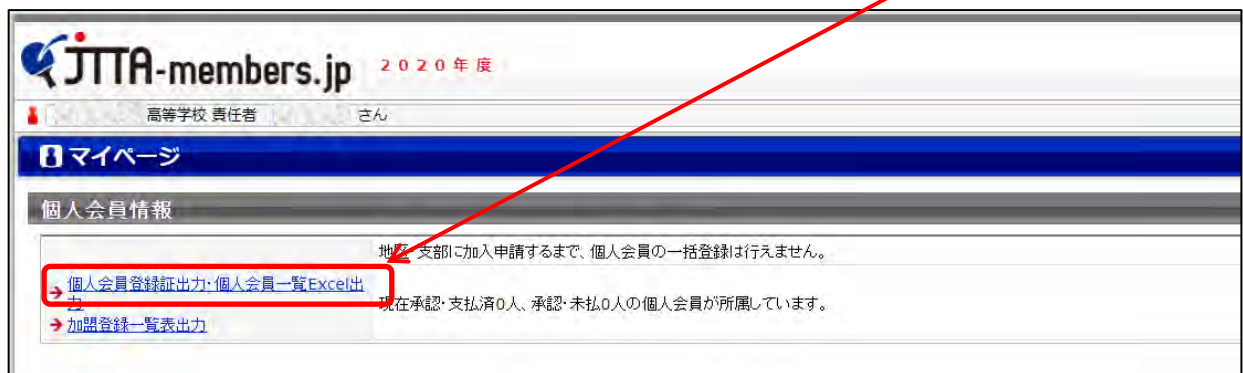 JTTA-members.jp 2020年度
高等学校 責任者 さん
マイページ
個人会員情報
地区・支部に加入申請するまで、個人会員の一括登録は行えません。
個人会員登録証出力・個人会員一覧Excel出
力
現在承認・支払済0人、承認・未払0人の個人会員が所属しています。
加盟登録一覧表出力